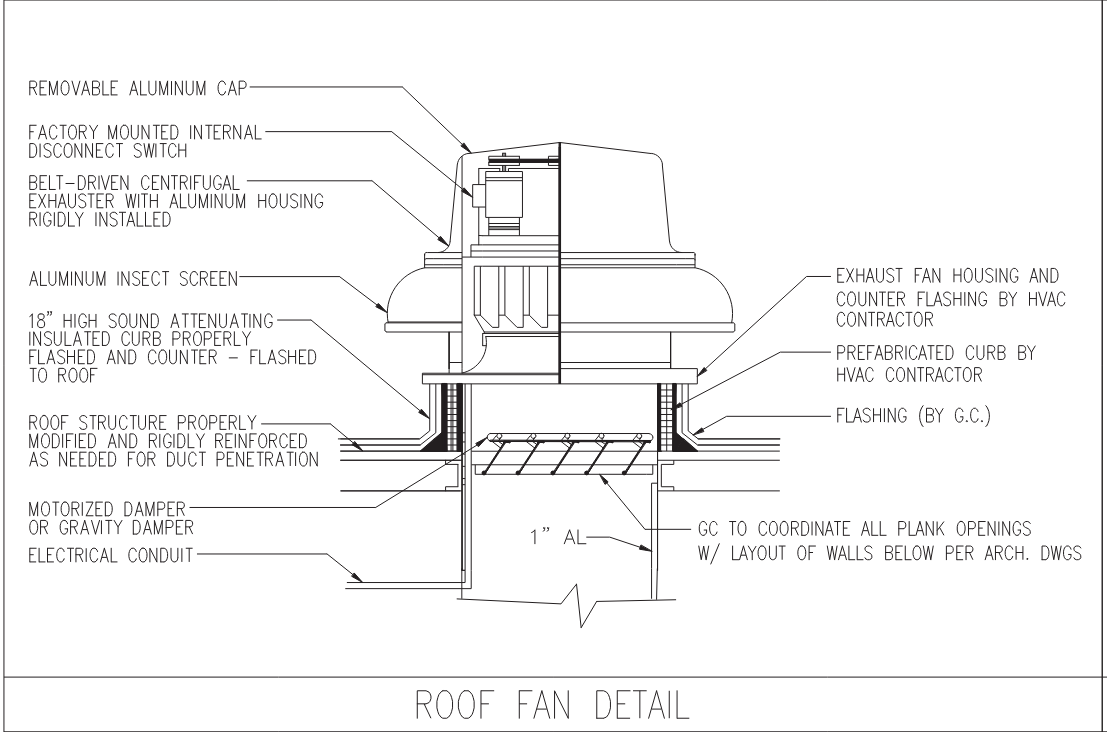 REMOVABLE ALUMINUM CAP
FACTORY MOUNTED INTERNAL
DISCONNECT SWITCH
BELT-DRIVEN CENTRIFUGAL
EXHAUSTER WITH ALUMINUM HOUSING
RIGIDLY INSTALLED
ALUMINUM INSECT SCREEN
18" HIGH SOUND ATTENUATING
INSULATED CURB PROPERLY
FLASHED AND COUNTER - FLASHED
TO ROOF
ROOF STRUCTURE PROPERLY
MODIFIED AND RIGIDLY REINFORCED
AS NEEDED FOR DUCT PENETRATION
MOTORIZED DAMPER
OR GRAVITY DAMPER
ELECTRICAL CONDUIT
1" AL
EXHAUST FAN HOUSING AND
COUNTER FLASHING BY HVAC
CONTRACTOR
PREFABRICATED CURB BY
HVAC CONTRACTOR
FLASHING (BY G.C.)
GC TO COORDINATE ALL PLANK OPENINGS
W/ LAYOUT OF WALLS BELOW PER ARCH. DWGS
ROOF FAN DETAIL